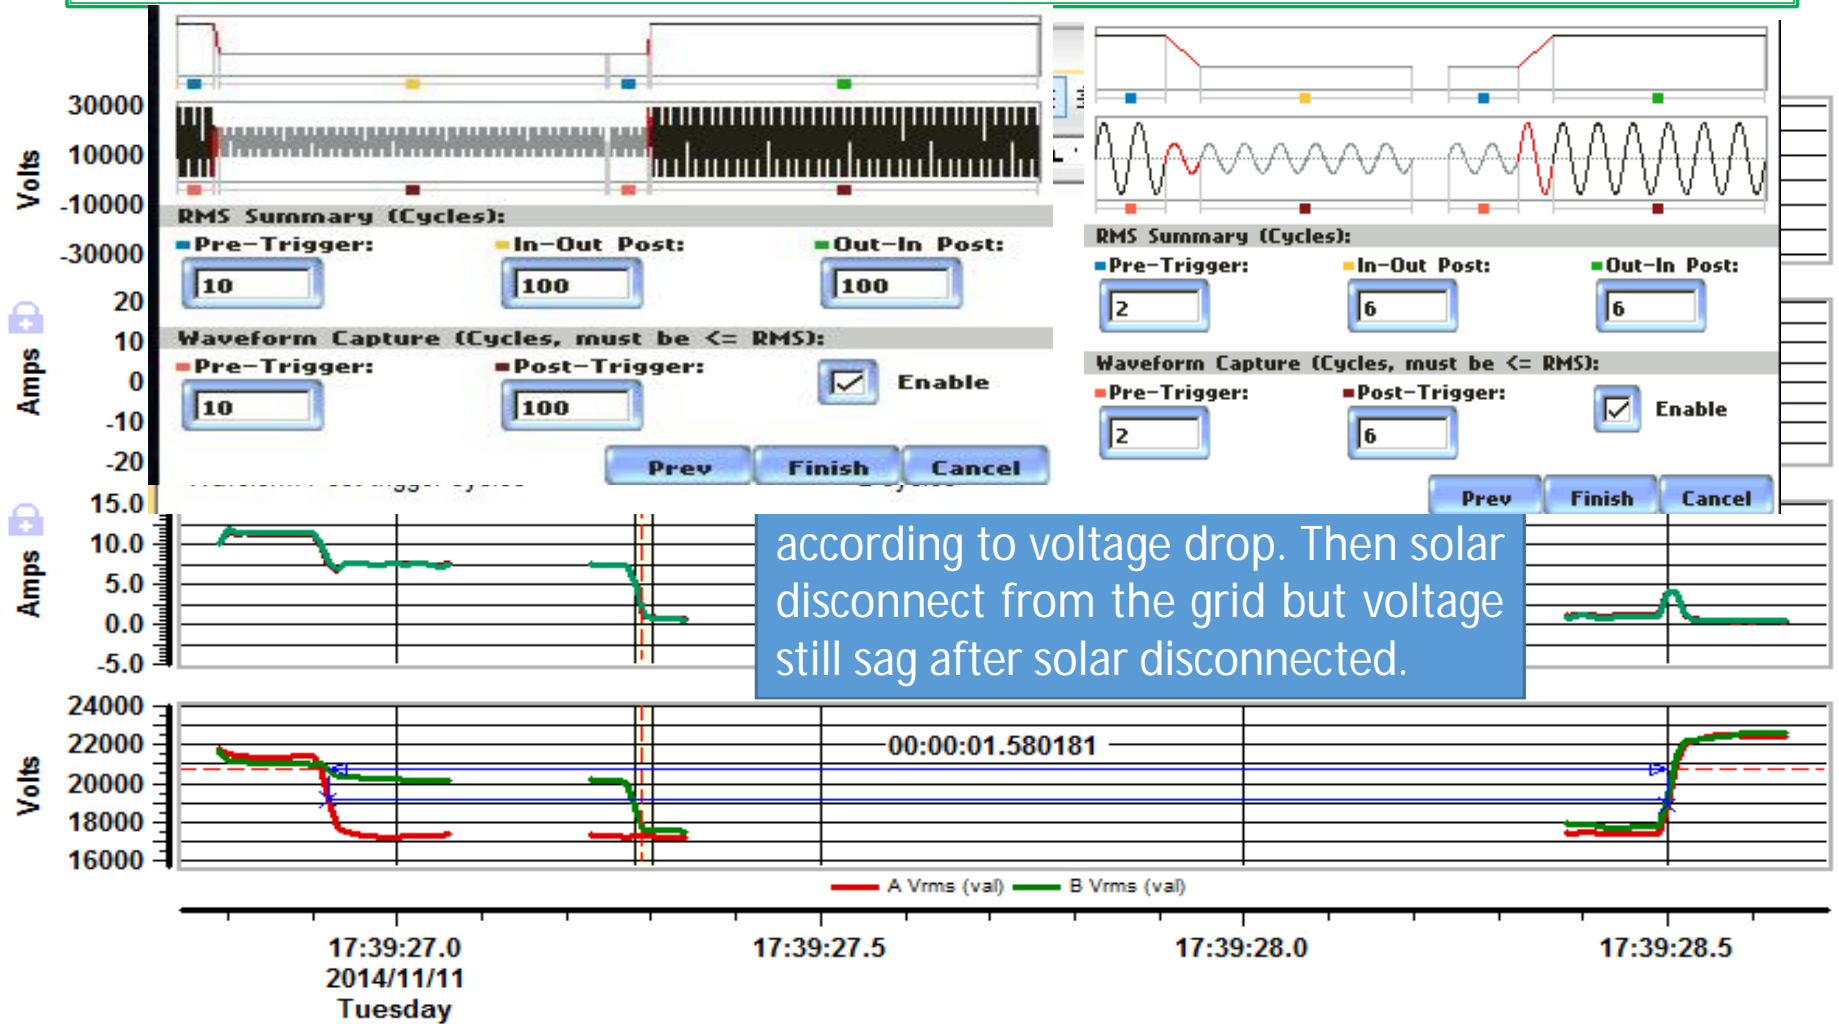 30000
10000
-10000
-30000
Volts
20
10
0
-10
-20
Amps
15.0
10.0
5.0
0.0
-5.0
Amps
24000
22000
20000
18000
16000
Volts
RMS Summary (Cycles):
Pre-Trigger: In-Out Post: Out-In Post:
10 100 100
Waveform Capture (Cycles, must be <= RMS):
Pre-Trigger: Post-Trigger:
10 100 Enable
Prev Finish Cancel
RMS Summary (Cycles):
Pre-Trigger: In-Out Post: Out-In Post:
2 6 6
Waveform Capture (Cycles, must be <= RMS):
Pre-Trigger: Post-Trigger:
2 6 Enable
Prev Finish Cancel
according to voltage drop. Then solar
disconnect from the grid but voltage
still sag after solar disconnected.
00:00:01.580181
A Vrms (val) B Vrms (val)
17:39:27.0 17:39:27.5 17:39:28.0 17:39:28.5
2014/11/11
Tuesday